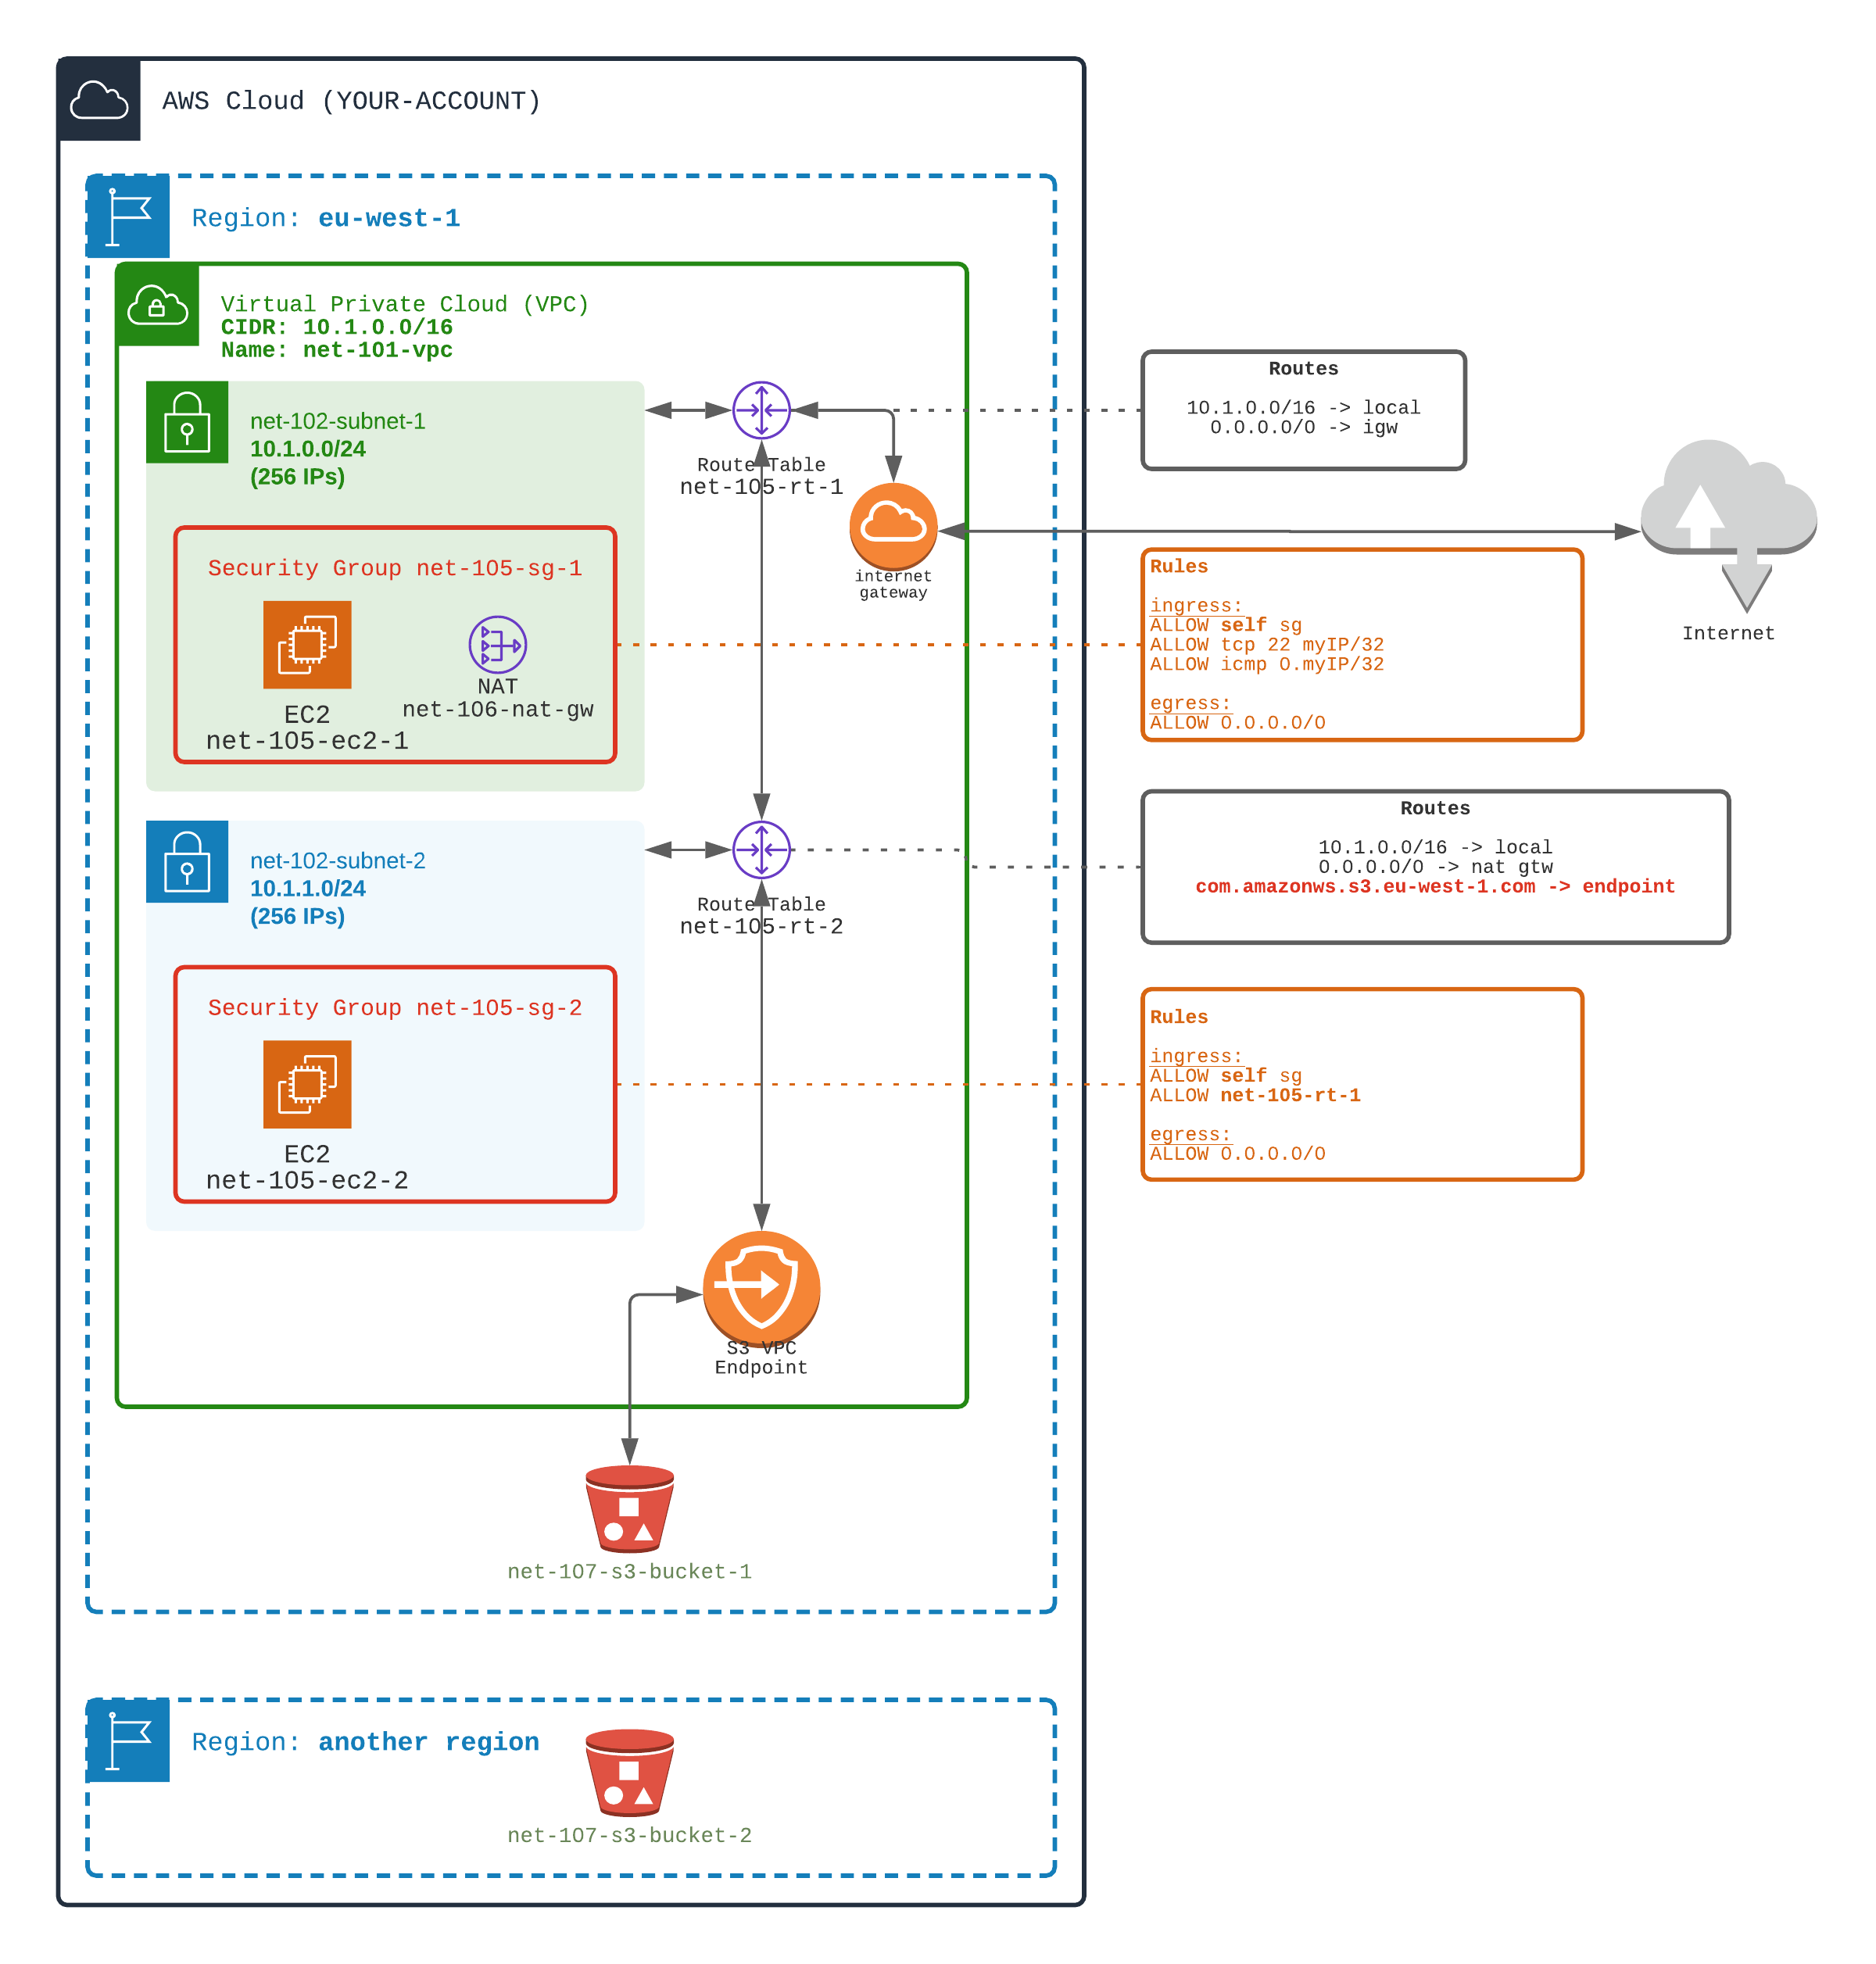 AWS Cloud (YOUR-ACCOUNT)
Region: eu-west-1
Virtual Private Cloud (VPC)
CIDR: 10.1.0.0/16
Name: net-101-vpc
net-102-subnet-1
10.1.0.0/24
(256 IPs)
Route Table
net-105-rt-1
internet
gateway
Routes
10.1.0.0/16 -> local
0.0.0.0/0 -> igw
Internet
Security Group net-105-sg-1
EC2
net-105-ec2-1
NAT
net-106-nat-gw
Rules
ingress:
ALLOW self sg
ALLOW tcp 22 myIP/32
ALLOW icmp 0.myIP/32
egress:
ALLOW 0.0.0.0/0
net-102-subnet-2
10.1.1.0/24
(256 IPs)
Route Table
net-105-rt-2
Routes
10.1.0.0/16 -> local
0.0.0.0/0 -> nat gtw
com.amazonws.s3.eu-west-1.com -> endpoint
Security Group net-105-sg-2
EC2
net-105-ec2-2
Rules
ingress:
ALLOW self sg
ALLOW net-105-rt-1
egress:
ALLOW 0.0.0.0/0
S3 VPC
Endpoint
net-107-s3-bucket-1
Region: another region
net-107-s3-bucket-2